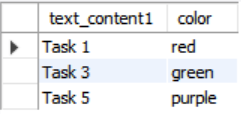 text_content1 color
Task 1 red
Task 3 green
Task 5 purple